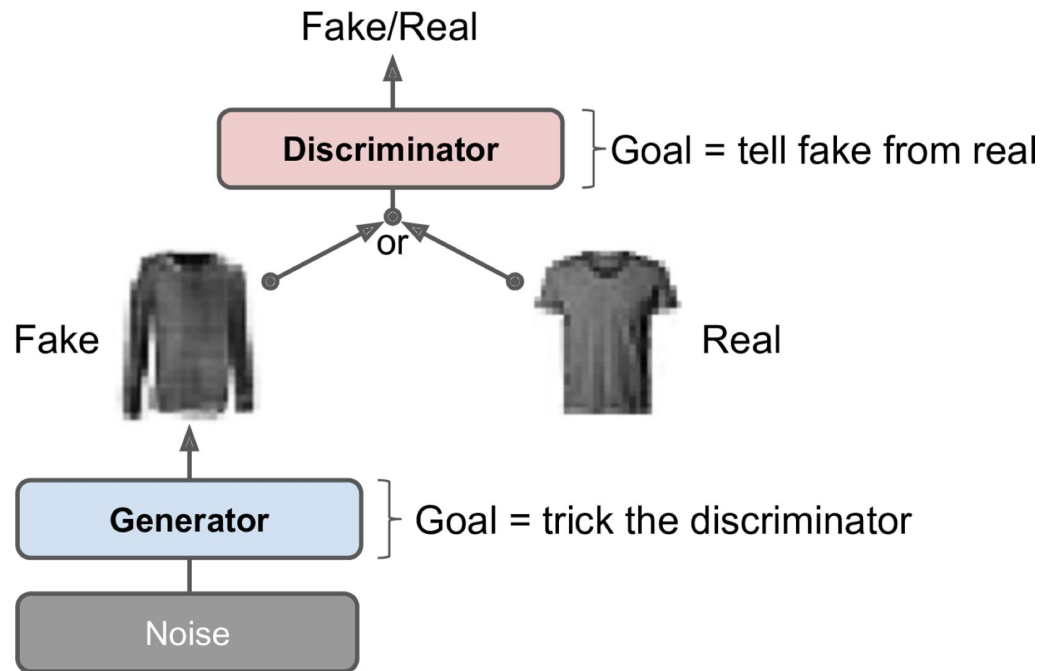 Fake/Real
Discriminator
Goal = tell fake from real
or
Fake
Real
Generator
Goal = trick the discriminator
Noise